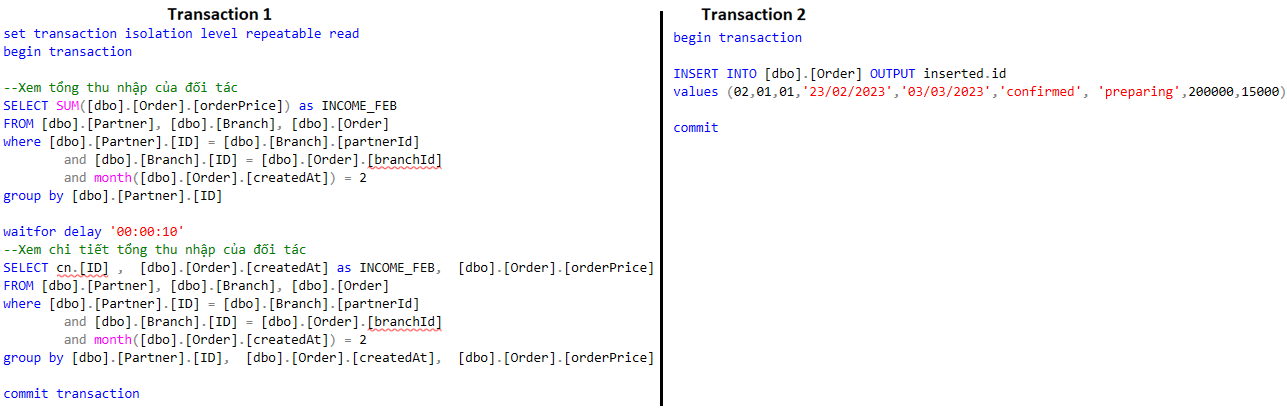 Transaction 1
set transaction isolation level repeatable read
begin transaction
--Xem tổng thu nhập của đối tác
SELECT SUM([dbo].[Order].[orderPrice]) as INCOME_FEB
FROM [dbo].[Partner], [dbo].[Branch], [dbo].[Order]
where [dbo].[Partner].[ID] = [dbo].[Branch].[partnerId]
and [dbo].[Branch].[ID] = [dbo].[Order].[branchId]
and month([dbo].[Order].[createdAt]) = 2
group by [dbo].[Partner].[ID]
waitfor delay '00:00:10'
--Xem chi tiết tổng thu nhập của đối tác
SELECT cn.[ID] , [dbo].[Order].[createdAt] as INCOME_FEB, [dbo].[Order].[orderPrice]
FROM [dbo].[Partner], [dbo].[Branch], [dbo].[Order]
where [dbo].[Partner].[ID] = [dbo].[Branch].[partnerId]
and [dbo].[Branch].[ID] = [dbo].[Order].[branchId]
and month([dbo].[Order].[createdAt]) = 2
group by [dbo].[Partner].[ID], [dbo].[Order].[createdAt], [dbo].[Order].[orderPrice]
commit transaction
Transaction 2
begin transaction
INSERT INTO [dbo].[Order] OUTPUT inserted.id
values (02,01,01,'23/02/2023','03/03/2023','confirmed', 'preparing',200000,15000)
commit